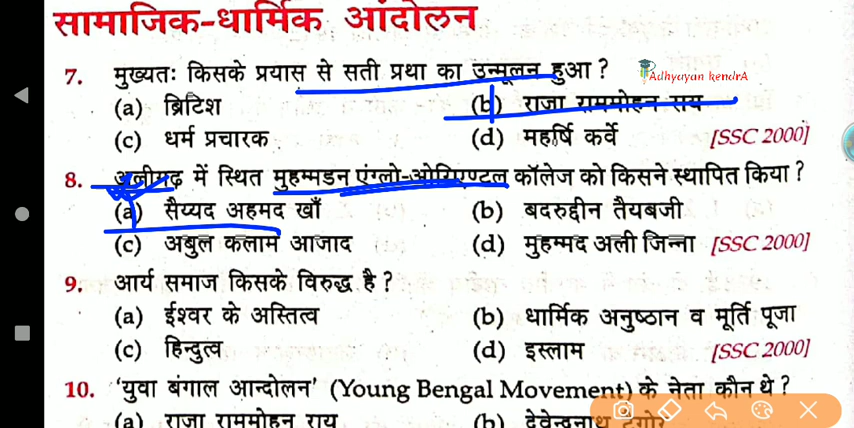 सामाजिक-धार्मिक आंदोलन
7. मुख्यतः किसके प्रयास से सती प्रथा का उन्मूलन हुआ ?
Adhyayan kendrA
(a) ब्रिटिश (b) राजा राममोहन राय
(c) धर्म प्रचारक (d) महर्षि कर्वे [SSC 2000]
8. अलीगढ़ में स्थित मुहम्मडन एंग्लो-ओरिएण्टल कॉलेज को किसने स्थापित किया ?
(a) सैय्यद अहमद खाँ (b) बदरुद्दीन तैयबजी
(c) अबुल कलाम आजाद (d) मुहम्मद अली जिन्ना [SSC 2000]
9. आर्य समाज किसके विरुद्ध है ?
(a) ईश्वर के अस्तित्व (b) धार्मिक अनुष्ठान व मूर्ति पूजा
(c) हिन्दुत्व (d) इस्लाम [SSC 2000]
10. ‘युवा बंगाल आन्दोलन’ (Young Bengal Movement) के नेता कौन थे ?
(a) राजा राममोहन राय (b) देवेन्द्रनाथ टैगोर